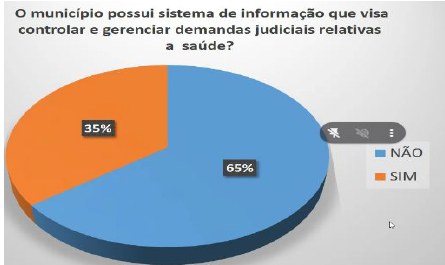 O município possui sistema de informação que visa
controlar e gerenciar demandas judiciais relativas
a saúde?
35%
65%
NÃO
SIM